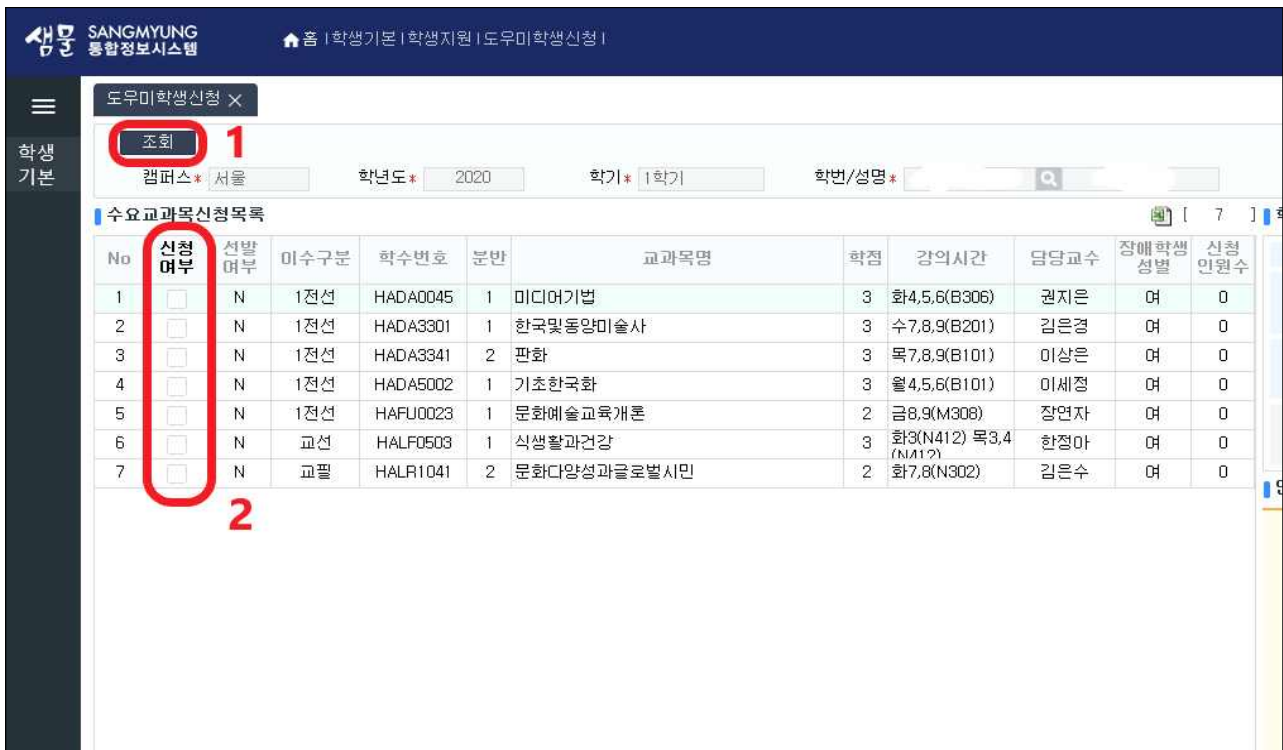 샘물 SANGMYUNG 통합정보시스템 홈 | 학생기본 | 학생지원 | 도우미학생신청 |
도우미학생신청 ×
학생 기본
조회 1
캠퍼스* 서울 학년도* 2020 학기* 1학기 학번/성명*
수요교과목신청목록 [ 7 ]
No 신청여부 선발여부 이수구분 학수번호 분반 교과목명 학점 강의시간 담당교수 장애학생성별 신청인원수
1 N 1전선 HADA0045 1 미디어기법 3 화4,5,6(B306) 권지은 여 0
2 N 1전선 HADA3301 1 한국및동양미술사 3 수7,8,9(B201) 김은경 여 0
3 N 1전선 HADA3341 2 판화 3 목7,8,9(B101) 이상은 여 0
4 N 1전선 HADA5002 1 기초한국화 3 월4,5,6(B101) 이세정 여 0
5 N 1전선 HAFU0023 1 문화예술교육개론 2 금8,9(M308) 장연자 여 0
6 N 교선 HALF0503 1 식생활과건강 3 화3(N412) 목3,4(N412) 한정아 여 0
7 N 교필 HALR1041 2 문화다양성과글로벌시민 2 화7,8(N302) 김은수 여 0
2